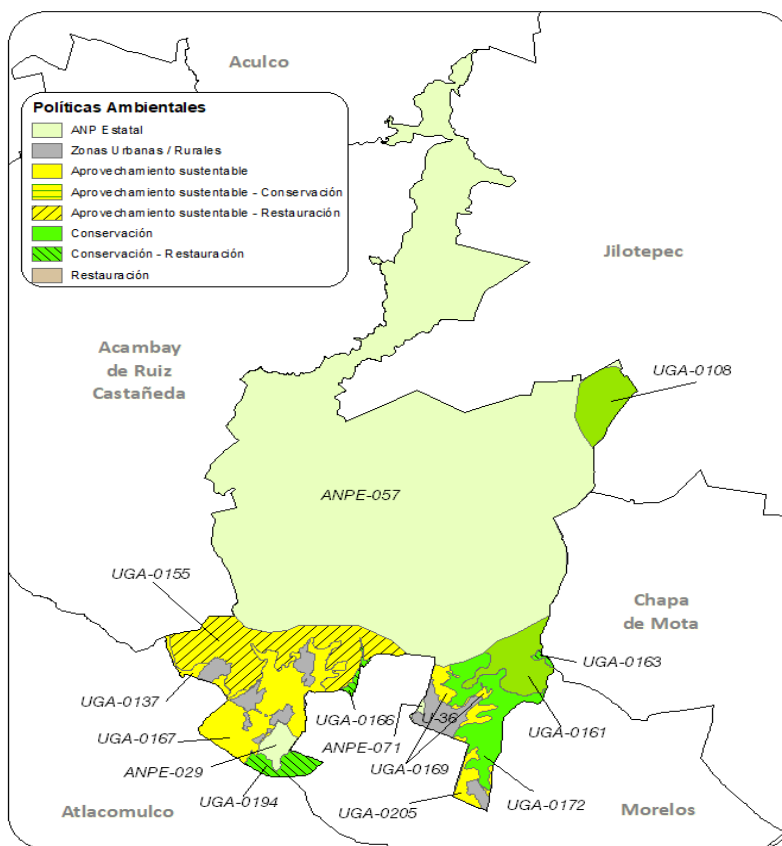 Aculco
Políticas Ambientales
ANP Estatal
Zonas Urbanas / Rurales
Aprovechamiento sustentable
Aprovechamiento sustentable - Conservación
Aprovechamiento sustentable - Restauración
Conservación
Conservación - Restauración
Restauración
Jilotepec
Acambay
de Ruiz
Castañeda
UGA-0108
ANPE-057
UGA-0155
Chapa
de Mota
UGA-0163
UGA-0137
UGA-0166
U-36
UGA-0167
ANPE-071
UGA-0161
ANPE-029
UGA-0169
UGA-0194
UGA-0205
UGA-0172
Atlacomulco
Morelos